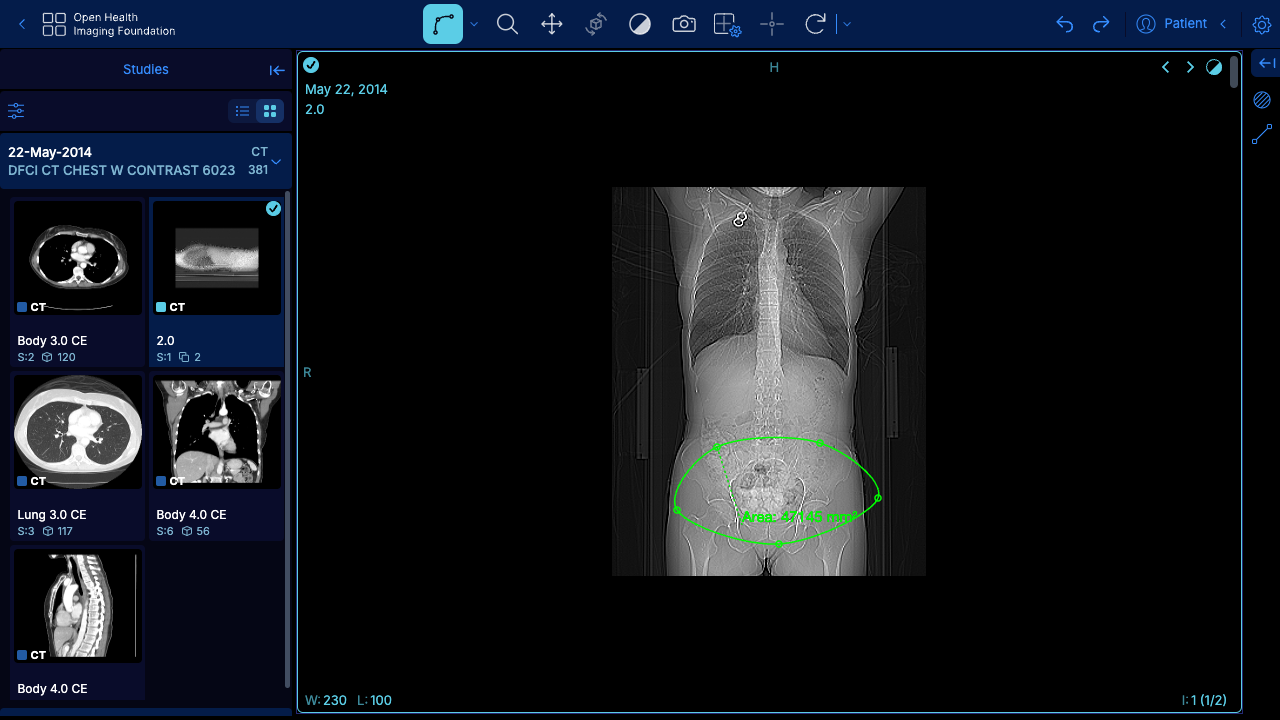 Open Health
Imaging Foundation
Patient
Studies
22-May-2014
CT
DFCI CT CHEST W CONTRAST 6023
381
CT
Body 3.0 CE
S:2 120
CT
2.0
S:1 2
CT
Lung 3.0 CE
S:3 117
CT
Body 4.0 CE
S:6 56
CT
Body 4.0 CE
H
May 22, 2014
2.0
R
Area: 47145 mm²
W: 230 L: 100
I: 1 (1/2)